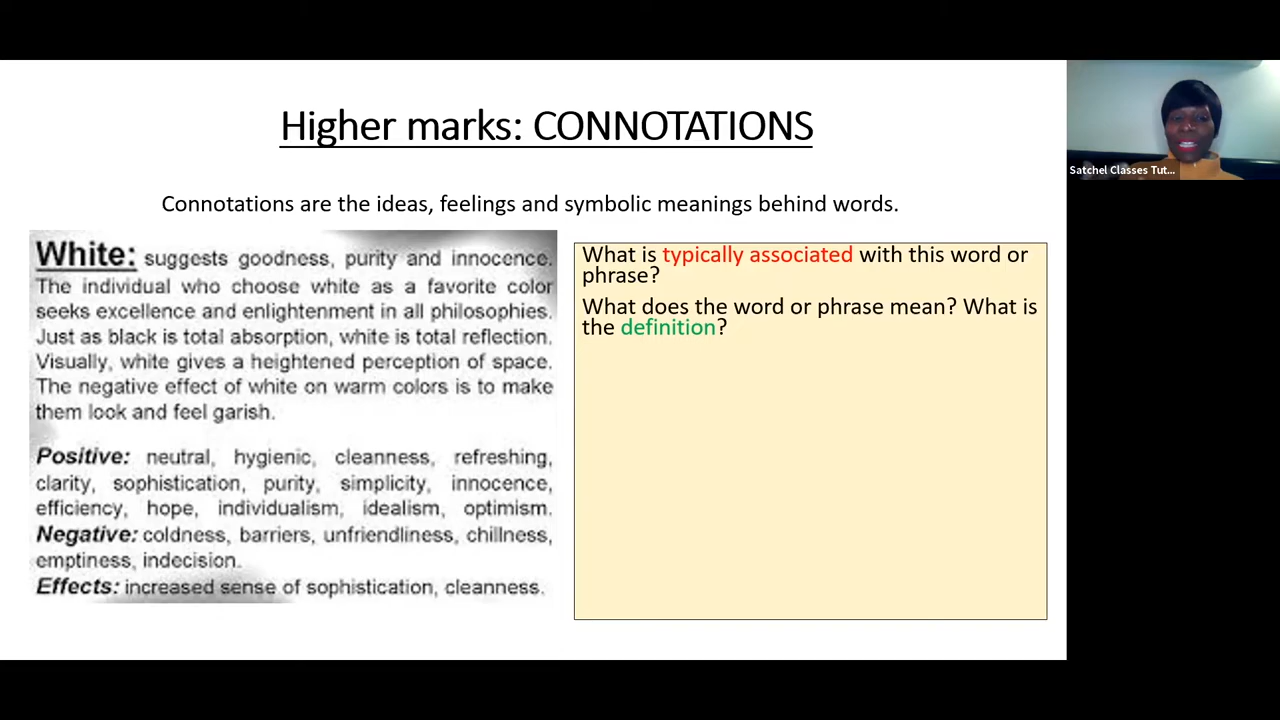 Higher marks: CONNOTATIONS
Connotations are the ideas, feelings and symbolic meanings behind words.
White: suggests goodness, purity and innocence.
The individual who choose white as a favorite color
seeks excellence and enlightenment in all philosophies.
Just as black is total absorption, white is total reflection.
Visually, white gives a heightened perception of space.
The negative effect of white on warm colors is to make
them look and feel garish.
Positive: neutral, hygienic, cleanness, refreshing,
clarity, sophistication, purity, simplicity, innocence,
efficiency, hope, individualism, idealism, optimism.
Negative: coldness, barriers, unfriendliness, chillness,
emptiness, indecision.
Effects: increased sense of sophistication, cleanness.
What is typically associated with this word or
phrase?
What does the word or phrase mean? What is
the definition?
Satchel Classes Tut...